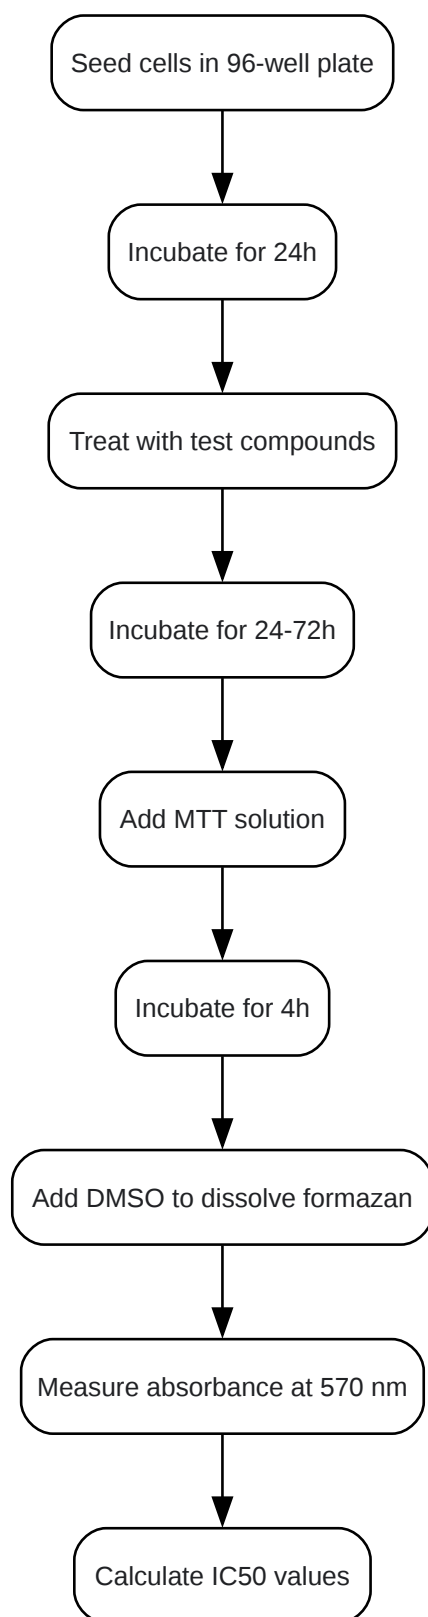 Seed cells in 96-well plate
Incubate for 24h
Treat with test compounds
Incubate for 24-72h
Add MTT solution
Incubate for 4h
Add DMSO to dissolve formazan
Measure absorbance at 570 nm
Calculate IC50 values